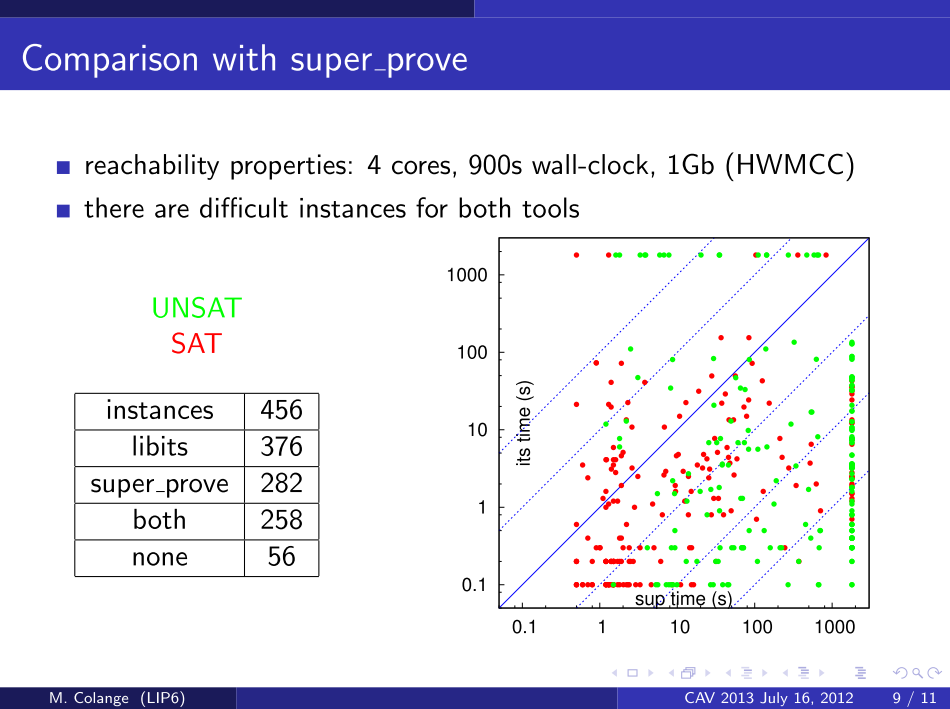 Comparison with super_prove
reachability properties: 4 cores, 900s wall-clock, 1Gb (HWMCC)
there are difficult instances for both tools
UNSAT
SAT
instances 456
libits 376
super_prove 282
both 258
none 56
1000
100
10
1
0.1
its time (s)
sup time (s)
0.1 1 10 100 1000
M. Colange (LIP6) CAV 2013 July 16, 2012 9 / 11